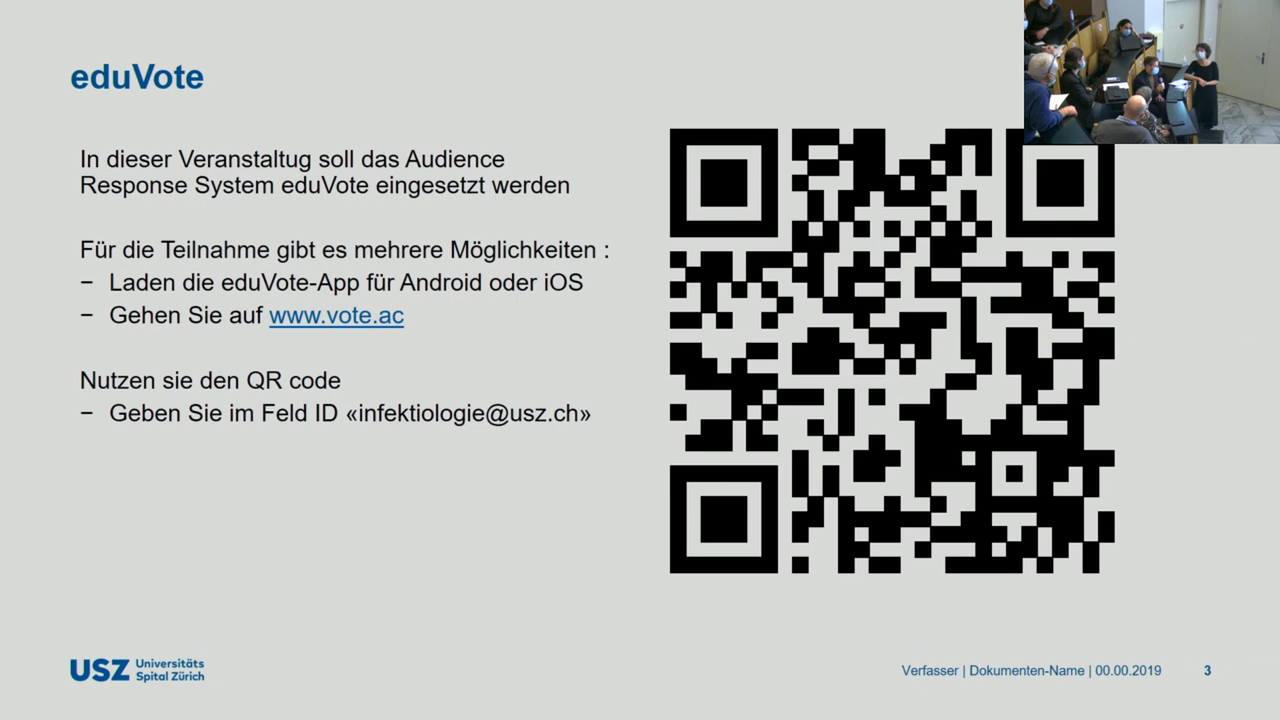 eduVote
In dieser Veranstaltug soll das Audience
Response System eduVote eingesetzt werden
Für die Teilnahme gibt es mehrere Möglichkeiten :
− Laden die eduVote-App für Android oder iOS
− Gehen Sie auf www.vote.ac
Nutzen sie den QR code
− Geben Sie im Feld ID «infektiologie@usz.ch»
USZ Universitäts
Spital Zürich
Verfasser | Dokumenten-Name | 00.00.2019 3